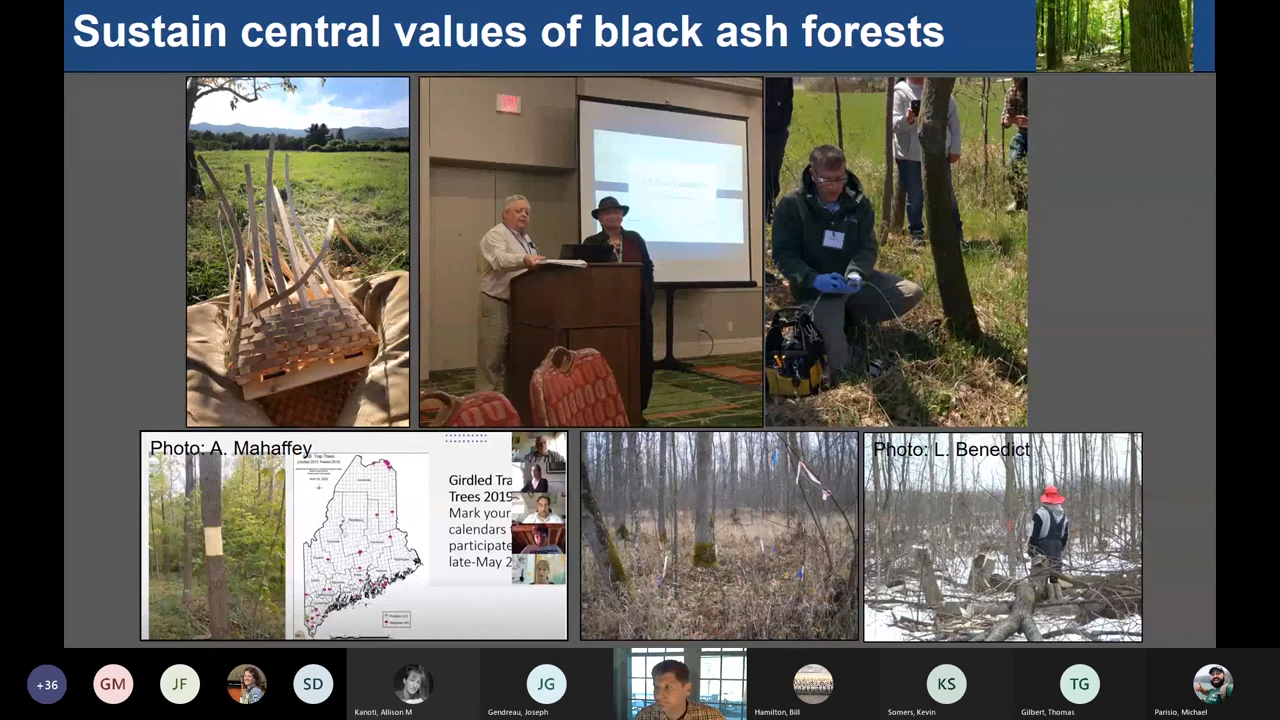 Sustain central values of black ash forests
Photo: A. Mahaffey
Girdled Tra
Trees 2019
Mark your
calendars
participate
late-May 2
Photo: L. Benedict
+36
GM
JF
SD
Kanoti, Allison M
JG
Gendreau, Joseph
Hamilton, Bill
KS
Somers, Kevin
TG
Gilbert, Thomas
Parisio, Michael